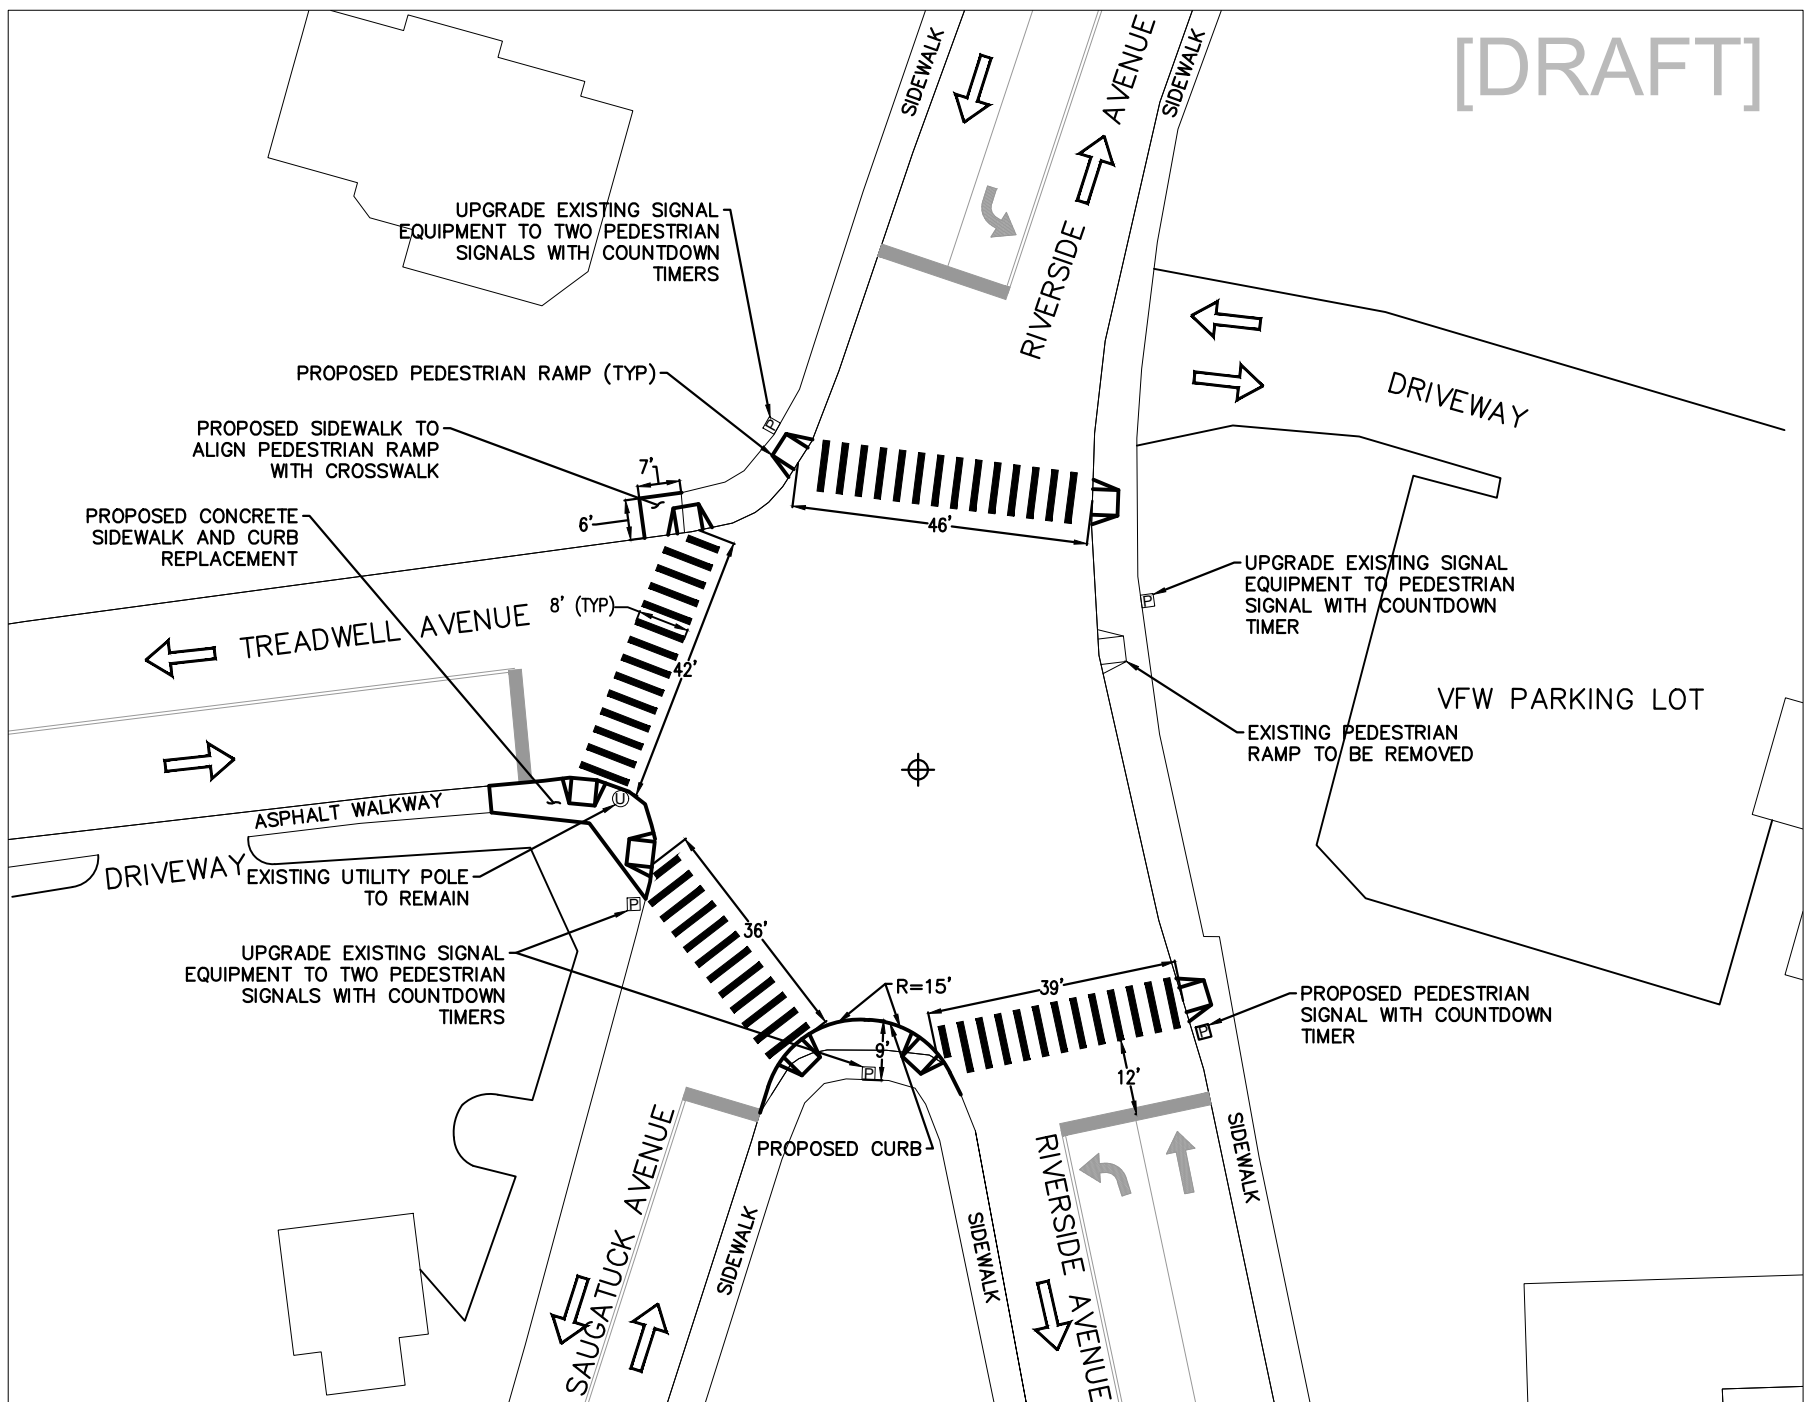 [DRAFT]
SIDEWALK
RIVERSIDE AVENUE
SIDEWALK
UPGRADE EXISTING SIGNAL
EQUIPMENT TO TWO PEDESTRIAN
SIGNALS WITH COUNTDOWN
TIMERS
P
PROPOSED PEDESTRIAN RAMP (TYP)
DRIVEWAY
PROPOSED SIDEWALK TO
ALIGN PEDESTRIAN RAMP
WITH CROSSWALK
7'
6'
46'
PROPOSED CONCRETE
SIDEWALK AND CURB
REPLACEMENT
UPGRADE EXISTING SIGNAL
EQUIPMENT TO PEDESTRIAN
SIGNAL WITH COUNTDOWN
TIMER
P
TREADWELL AVENUE
8' (TYP)
42'
VFW PARKING LOT
EXISTING PEDESTRIAN
RAMP TO BE REMOVED
ASPHALT WALKWAY
U
DRIVEWAY
EXISTING UTILITY POLE
TO REMAIN
P
36'
UPGRADE EXISTING SIGNAL
EQUIPMENT TO TWO PEDESTRIAN
SIGNALS WITH COUNTDOWN
TIMERS
R=15'
39'
PROPOSED PEDESTRIAN
SIGNAL WITH COUNTDOWN
TIMER
P
9'
P
12'
PROPOSED CURB
SAUGATUCK AVENUE
SIDEWALK
SIDEWALK
RIVERSIDE AVENUE
SIDEWALK